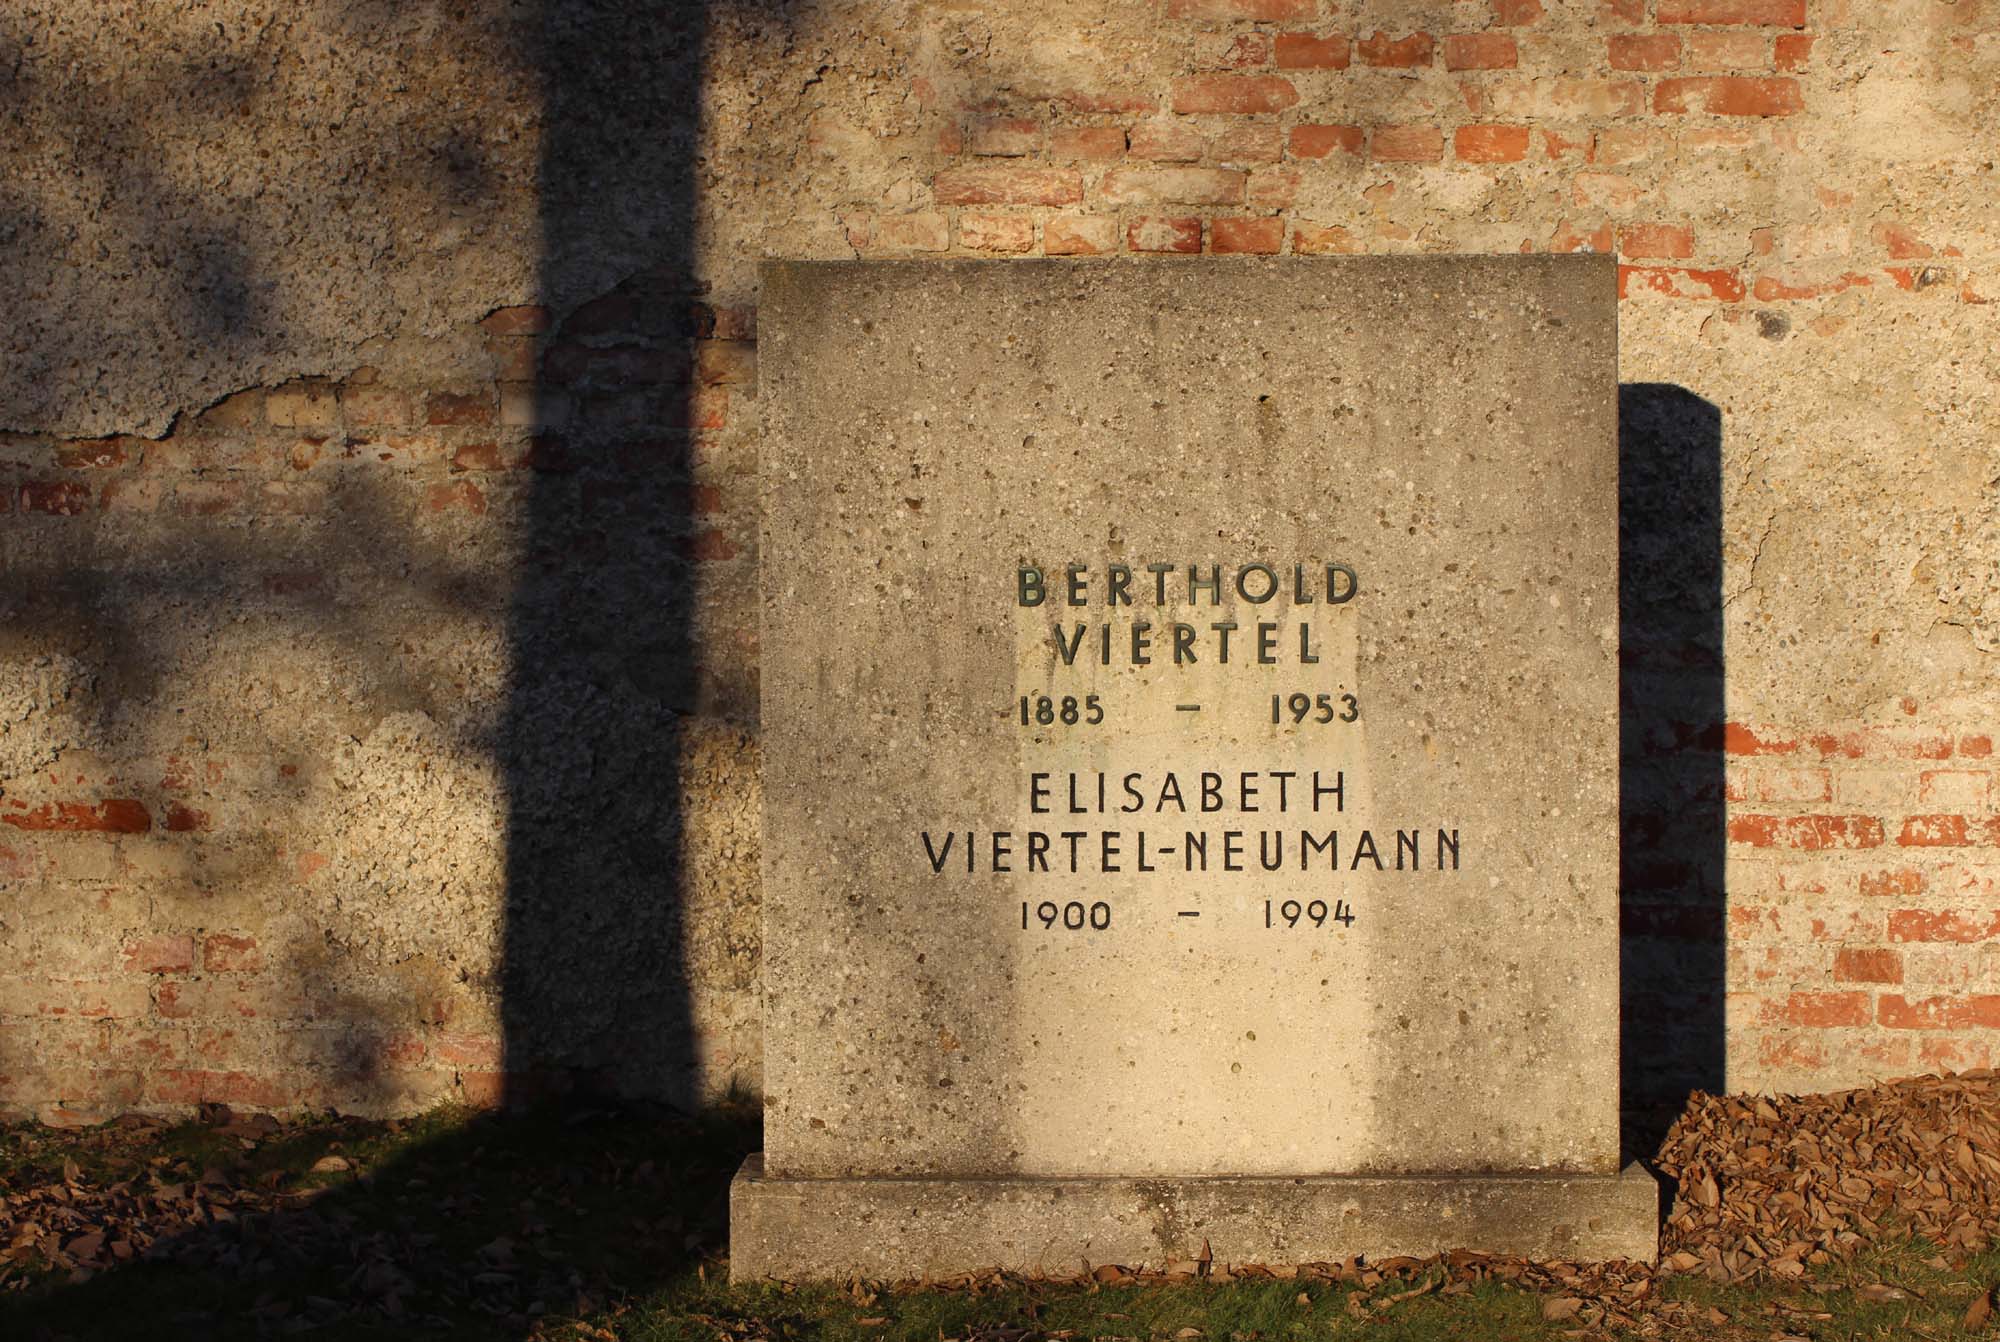 BERTHOLD
VIERTEL
1885 – 1953
ELISABETH
VIERTEL-NEUMANN
1900 – 1994